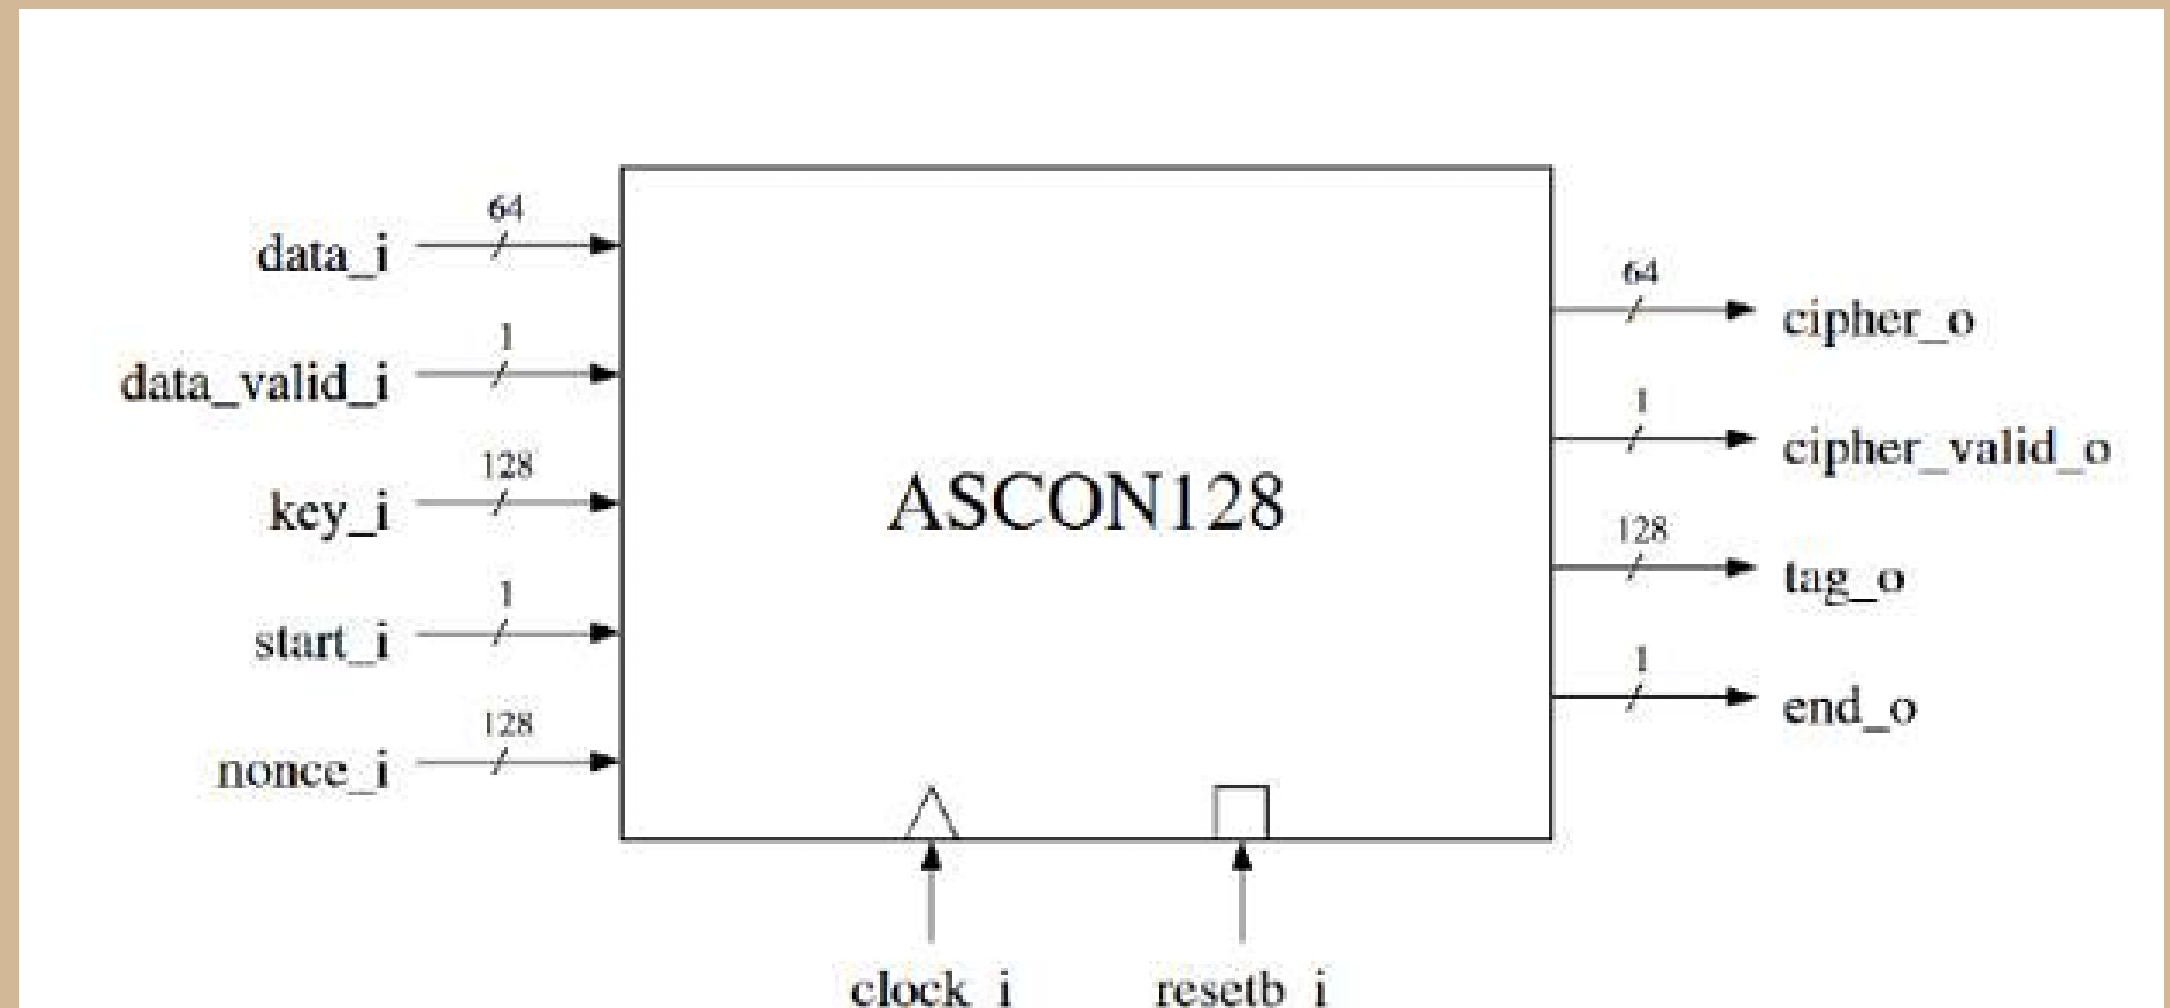 64
data_i
1
data_valid_i
128
key_i
1
start_i
128
nonce_i
ASCON128
64
cipher_o
1
cipher_valid_o
128
tag_o
1
end_o
clock_i
resetb_i